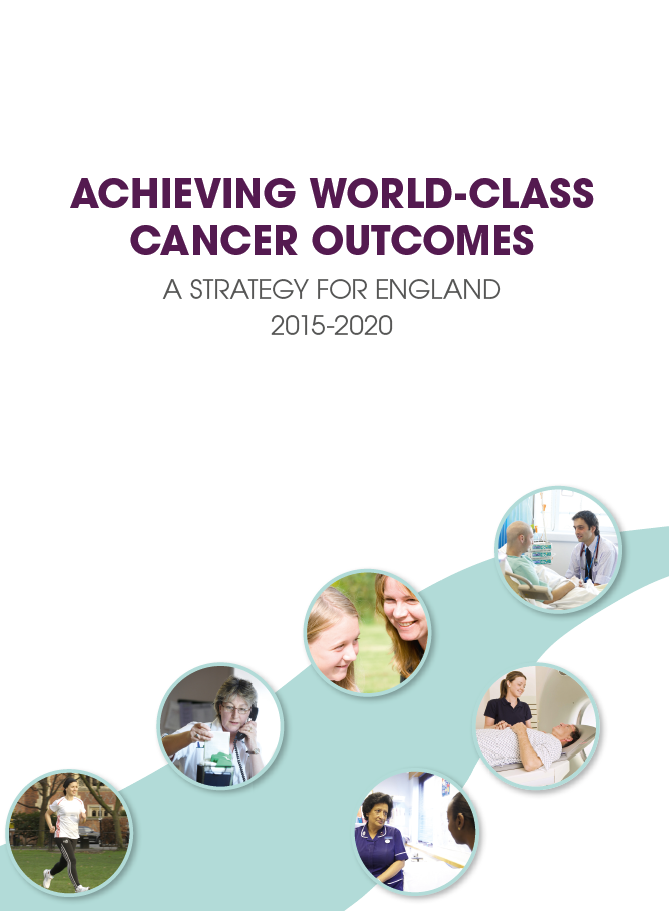 ACHIEVING WORLD-CLASS
CANCER OUTCOMES
A STRATEGY FOR ENGLAND
2015-2020